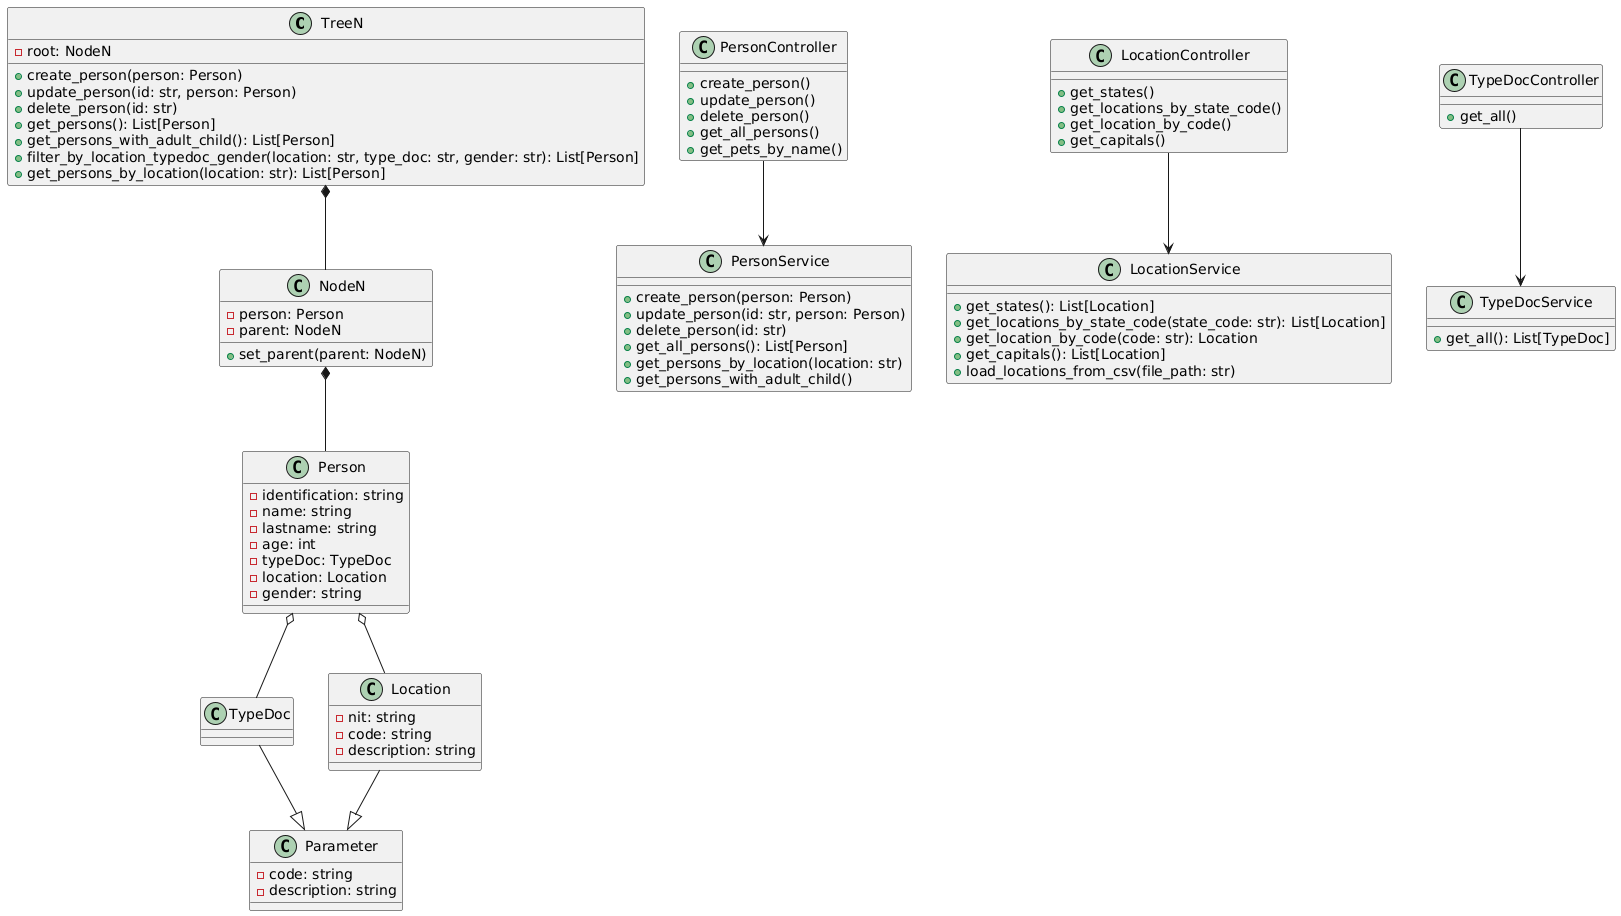 C TreeN
root: NodeN
create_person(person: Person)
update_person(id: str, person: Person)
delete_person(id: str)
get_persons(): List[Person]
get_persons_with_adult_child(): List[Person]
filter_by_location_typedoc_gender(location: str, type_doc: str, gender: str): List[Person]
get_persons_by_location(location: str): List[Person]
C PersonController
create_person()
update_person()
delete_person()
get_all_persons()
get_pets_by_name()
C LocationController
get_states()
get_locations_by_state_code()
get_location_by_code()
get_capitals()
C TypeDocController
get_all()
C NodeN
person: Person
parent: NodeN
set_parent(parent: NodeN)
C PersonService
create_person(person: Person)
update_person(id: str, person: Person)
delete_person(id: str)
get_all_persons(): List[Person]
get_persons_by_location(location: str)
get_persons_with_adult_child()
C LocationService
get_states(): List[Location]
get_locations_by_state_code(state_code: str): List[Location]
get_location_by_code(code: str): Location
get_capitals(): List[Location]
load_locations_from_csv(file_path: str)
C TypeDocService
get_all(): List[TypeDoc]
C Person
identification: string
name: string
lastname: string
age: int
typeDoc: TypeDoc
location: Location
gender: string
C TypeDoc
C Location
nit: string
code: string
description: string
C Parameter
code: string
description: string